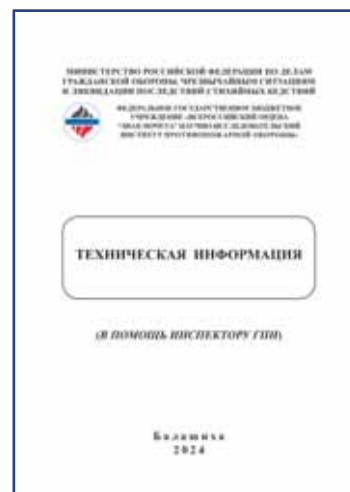 МИНИСТЕРСТВО РОССИЙСКОЙ ФЕДЕРАЦИИ ПО ДЕЛАМ
ГРАЖДАНСКОЙ ОБОРОНЫ, ЧРЕЗВЫЧАЙНЫМ СИТУАЦИЯМ
И ЛИКВИДАЦИИ ПОСЛЕДСТВИЙ СТИХИЙНЫХ БЕДСТВИЙ
ФЕДЕРАЛЬНОЕ ГОСУДАРСТВЕННОЕ БЮДЖЕТНОЕ
УЧРЕЖДЕНИЕ «ВСЕРОССИЙСКИЙ ОРДЕНА
"ЗНАК ПОЧЕТА" НАУЧНО-ИССЛЕДОВАТЕЛЬСКИЙ
ИНСТИТУТ ПРОТИВОПОЖАРНОЙ ОБОРОНЫ»
ТЕХНИЧЕСКАЯ ИНФОРМАЦИЯ
(В ПОМОЩЬ ИНСПЕКТОРУ ГПН)
Балашиха
2024